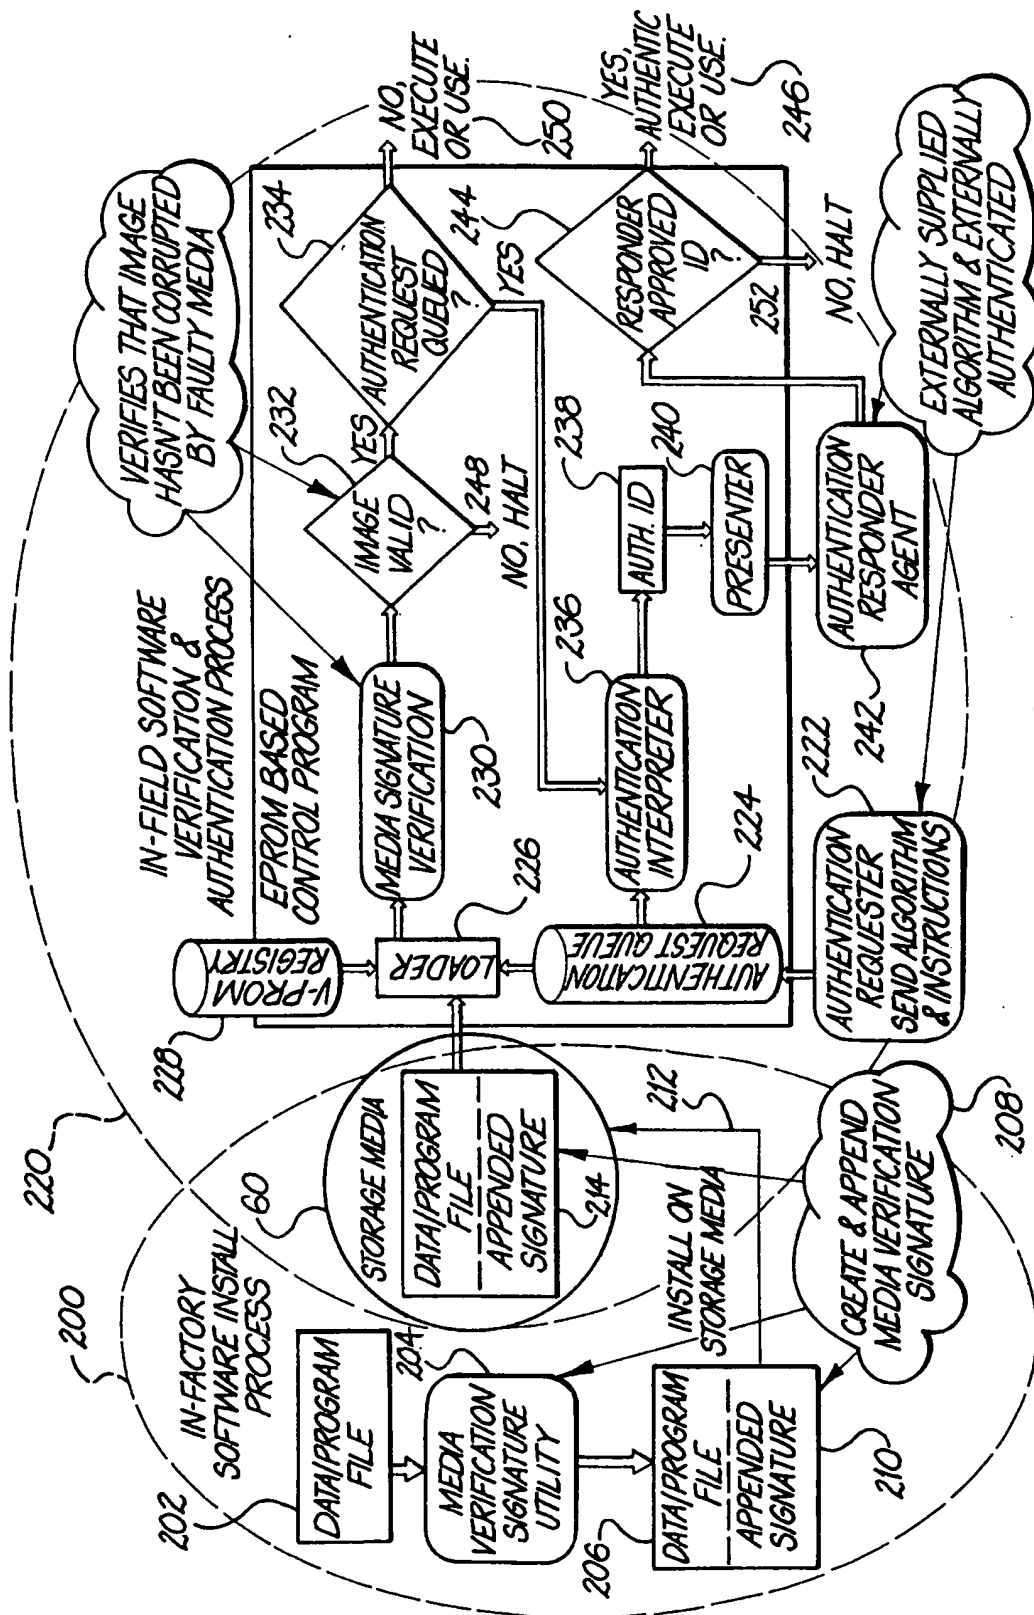 200
IN-FACTORY
SOFTWARE INSTALL
PROCESS
202
DATA/PROGRAM
FILE
204
MEDIA
VERIFICATION
SIGNATURE
UTILITY
206
DATA/PROGRAM
FILE
APPENDED
SIGNATURE
210
INSTALL ON
STORAGE MEDIA
212
CREATE & APPEND
MEDIA VERIFICATION
SIGNATURE
208
60
STORAGE MEDIA
DATA/PROGRAM
FILE
APPENDED
SIGNATURE
214
220
IN-FIELD SOFTWARE
VERIFICATION &
AUTHENTICATION PROCESS
228
V-PROM
REGISTRY
EPROM BASED
CONTROL PROGRAM
LOADER
226
AUTHENTICATION
REQUEST QUEUE
224
AUTHENTICATION
REQUESTER
SEND ALGORITHM
& INSTRUCTIONS
222
MEDIA SIGNATURE
VERIFICATION
230
VERIFIES THAT IMAGE
HASN'T BEEN CORRUPTED
BY FAULTY MEDIA
IMAGE
VALID
?
232
YES
248
NO, HALT
AUTHENTICATION
REQUEST
QUEUED
?
234
YES
NO,
EXECUTE
OR USE.
250
AUTHENTICATION
INTERPRETER
236
AUTH. ID
238
PRESENTER
240
AUTHENTICATION
RESPONDER
AGENT
242
RESPONDER
APPROVED
ID
?
244
YES,
AUTHENTIC
EXECUTE
OR USE.
246
252
NO, HALT
EXTERNALLY SUPPLIED
ALGORITHM & EXTERNALLY
AUTHENTICATED